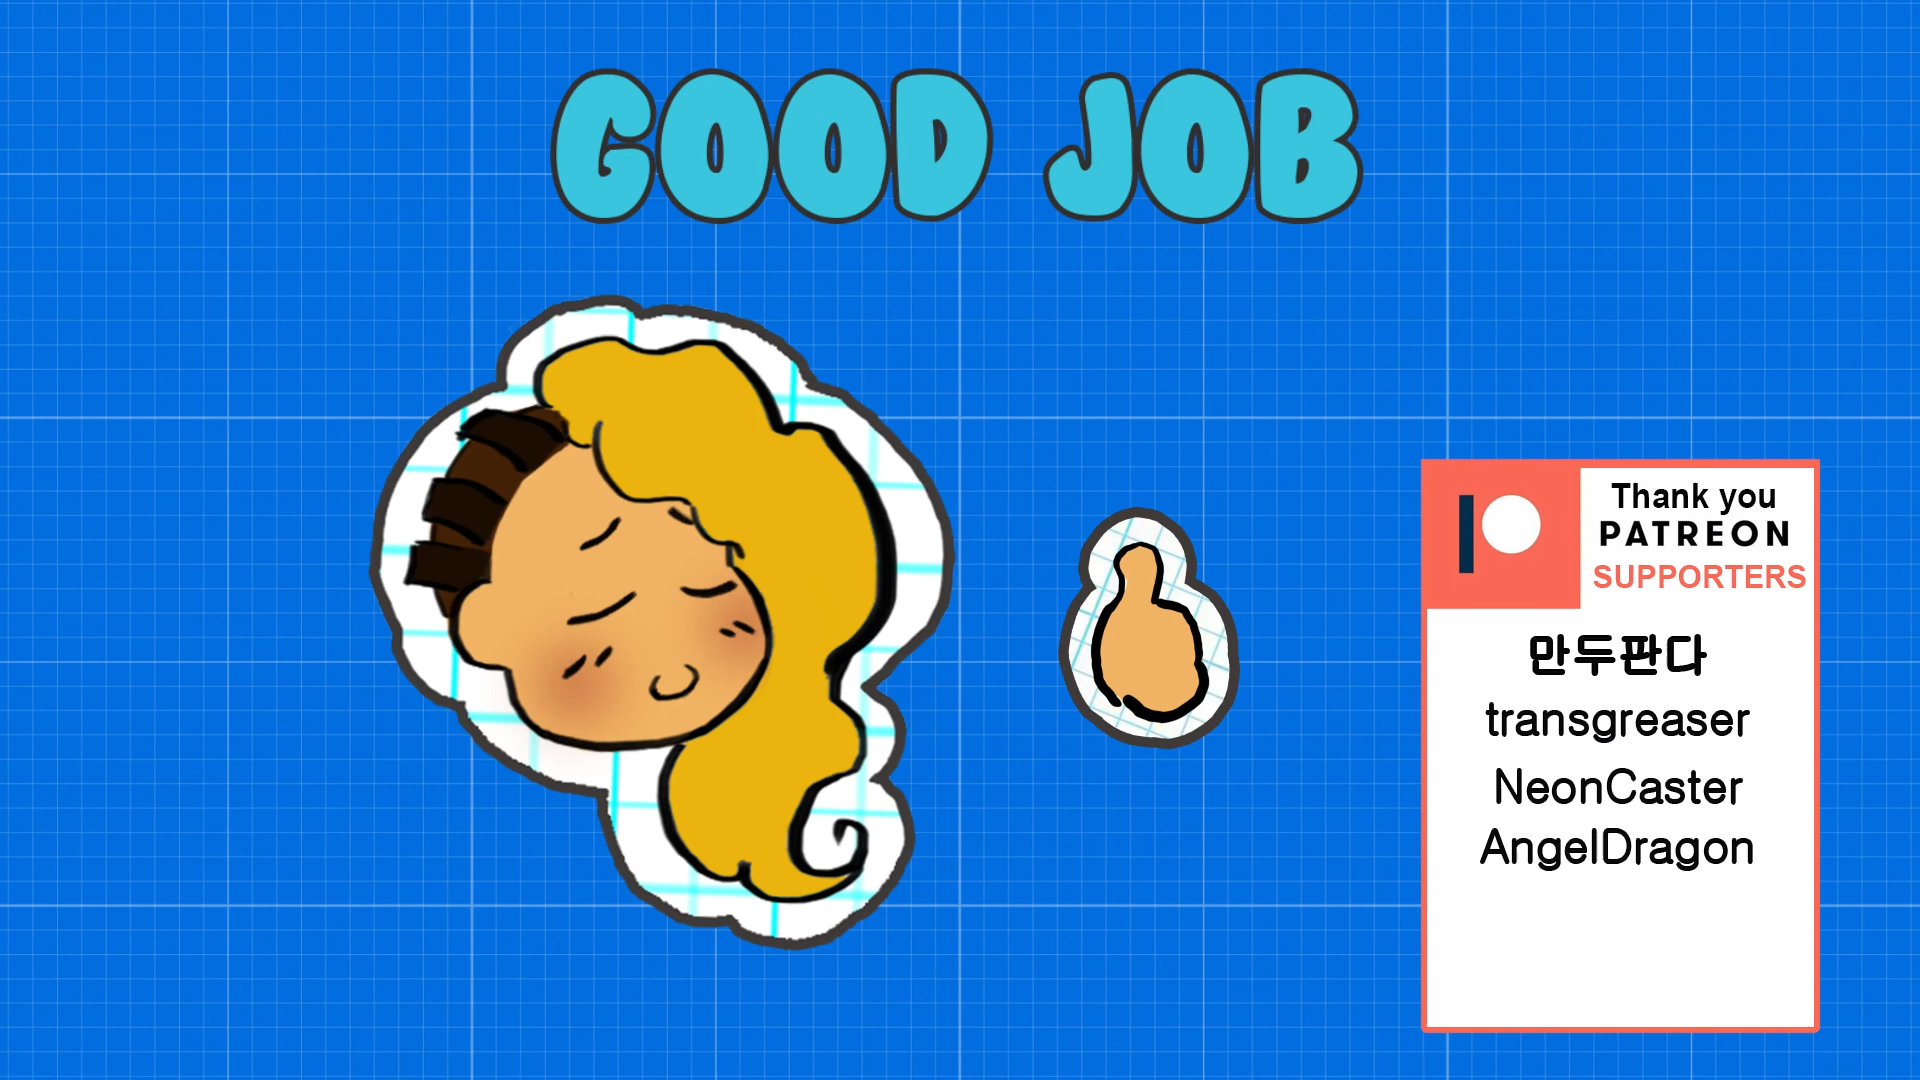 GOOD JOB
Thank you
PATREON
SUPPORTERS
만두판다
transgreaser
NeonCaster
AngelDragon